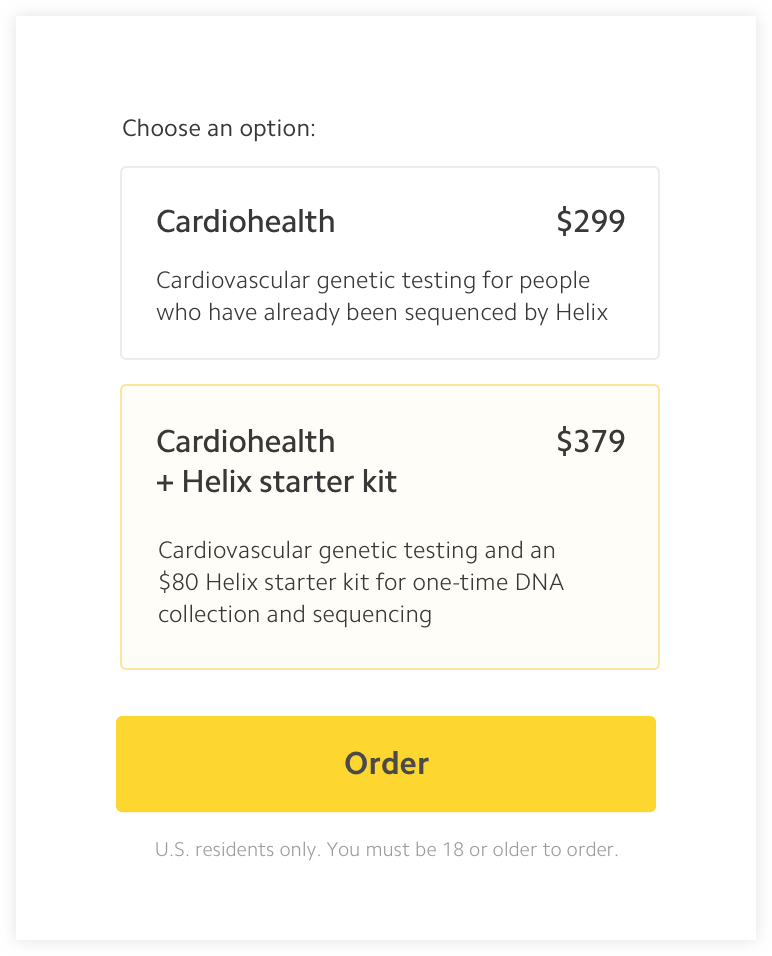 Choose an option:
Cardiohealth $299
Cardiovascular genetic testing for people
who have already been sequenced by Helix
Cardiohealth $379
+ Helix starter kit
Cardiovascular genetic testing and an
$80 Helix starter kit for one-time DNA
collection and sequencing
Order
U.S. residents only. You must be 18 or older to order.